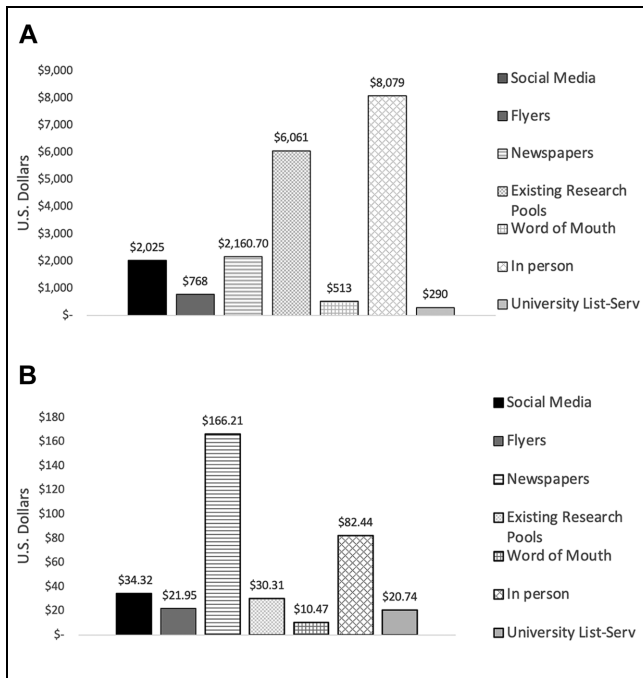 A
$9,000
$8,000
$7,000
$6,000
$5,000
$4,000
$3,000
$2,000
$1,000
$-
U.S. Dollars
$2,025
$768
$2,160.70
$6,061
$513
$8,079
$290
Social Media
Flyers
Newspapers
Existing Research
Pools
Word of Mouth
In person
University List-Serv
B
$180
$160
$140
$120
$100
$80
$60
$40
$20
$-
U.S. Dollars
$34.32
$21.95
$166.21
$30.31
$10.47
$82.44
$20.74
Social Media
Flyers
Newspapers
Existing Research
Pools
Word of Mouth
In person
University List-Serv